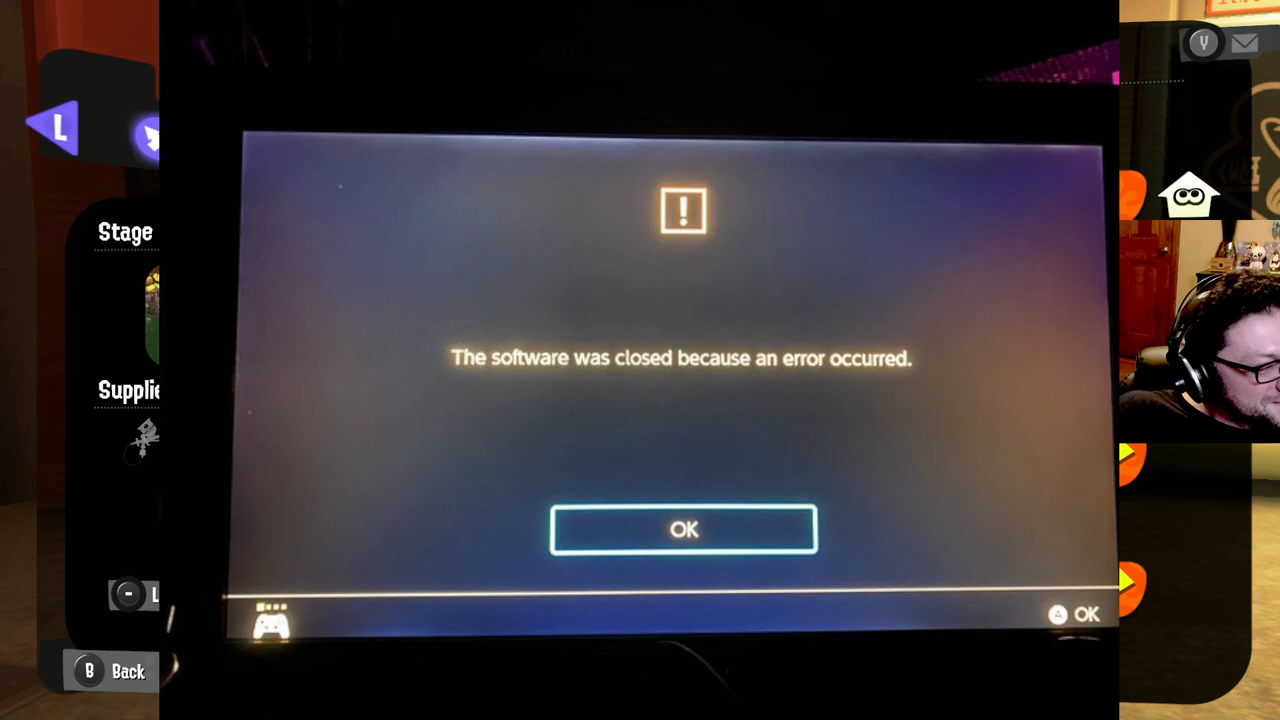 L
Y
Stage
!
The software was closed because an error occurred.
Supplie
OK
-
L
A OK
B Back